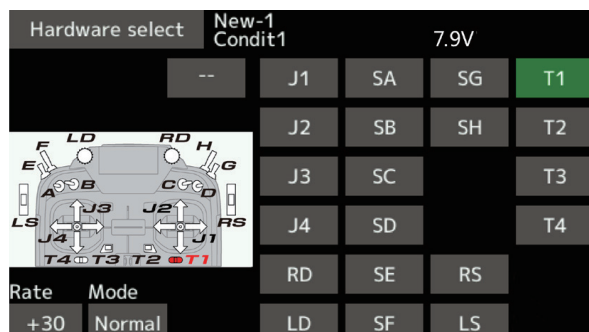 Hardware select New-1
Condit1 7.9V
-- J1 SA SG T1
J2 SB SH T2
J3 SC T3
J4 SD T4
RD SE RS
LD SF LS
F LD RD H
E G
A B C D
LS J3 J2 RS
J4 J1
T4 T3 T2 T1
Rate Mode
+30 Normal